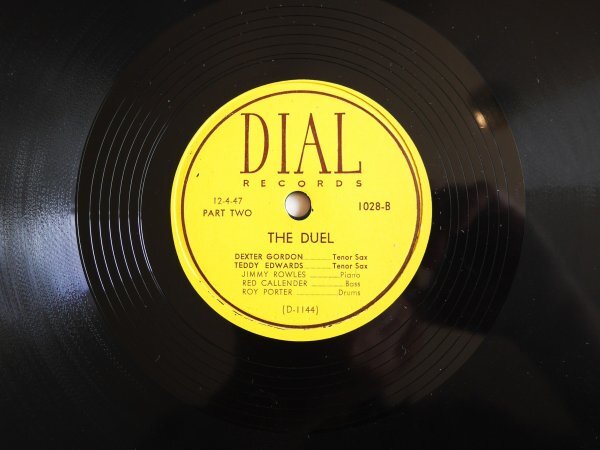 DIAL
RECORDS
12-4-47
PART TWO
1028-B
THE DUEL
DEXTER GORDON..........Tenor Sax
TEDDY EDWARDS..........Tenor Sax
JIMMY ROWLES..........Piano
RED CALLENDER..........Bass
ROY PORTER..........Drums
(D-1144)